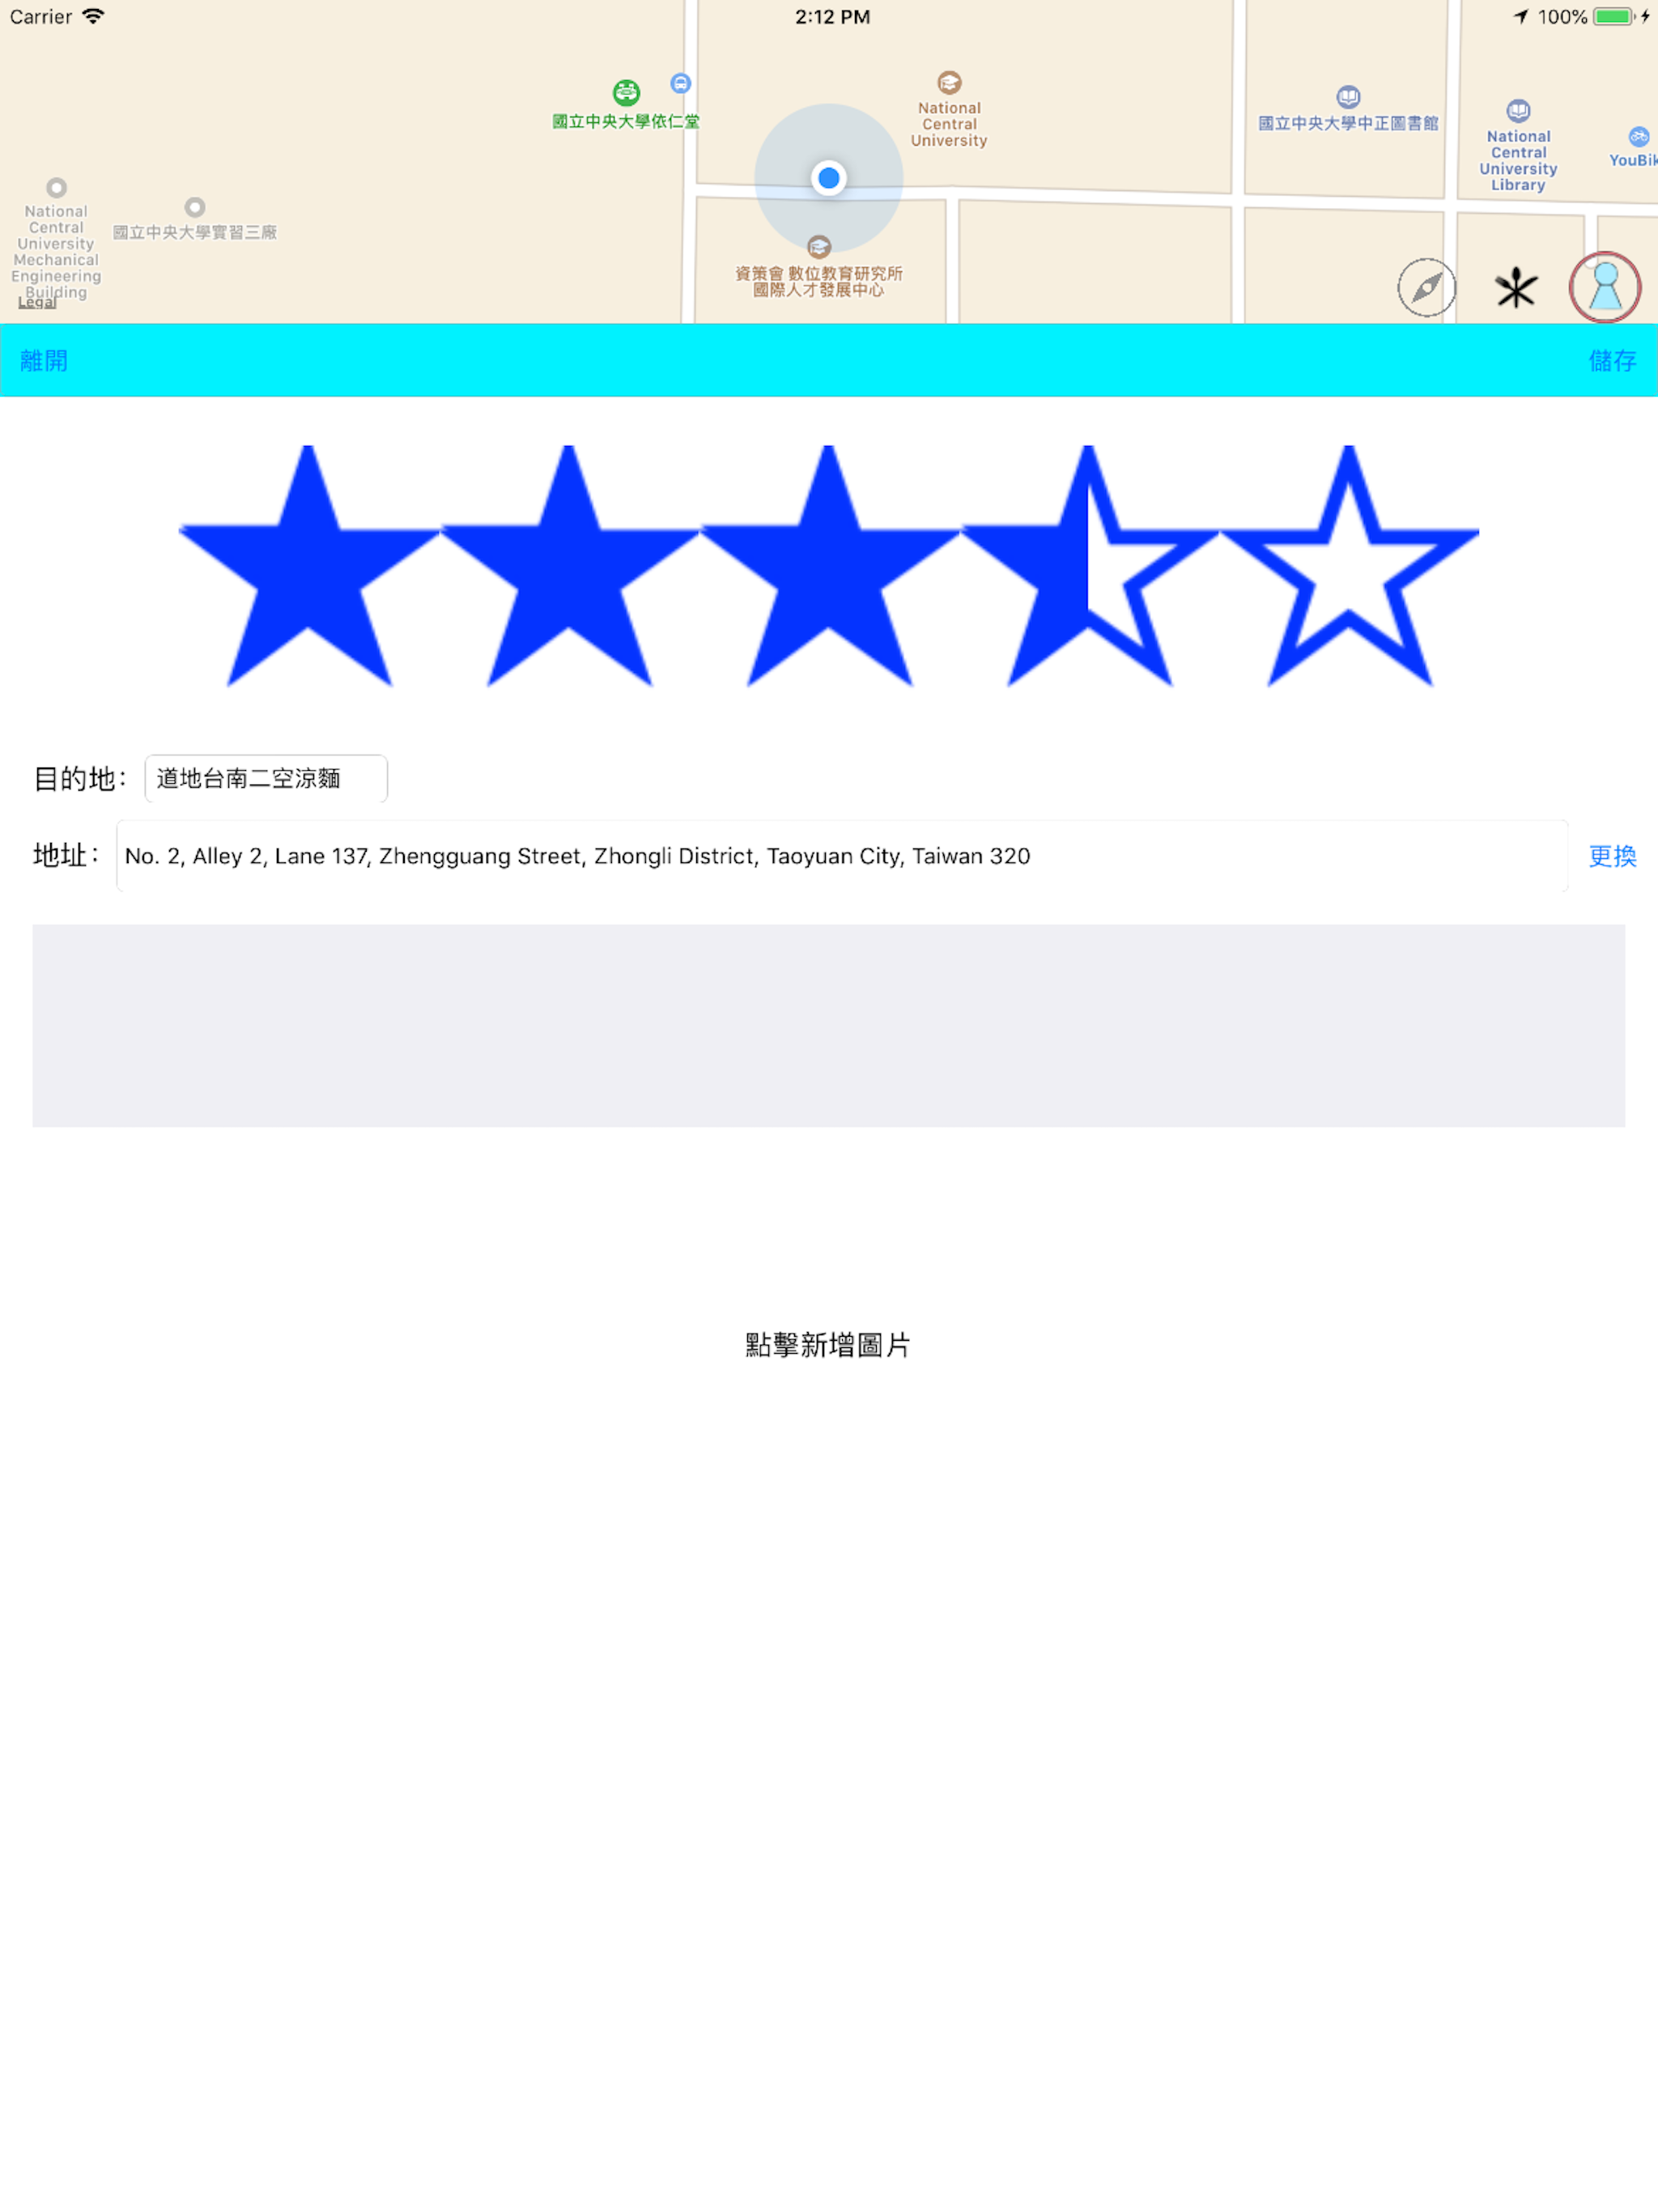 Carrier
2:12 PM
100%
國立中央大學依仁堂
National
Central
University
國立中央大學中正圖書館
National
Central
University
Library
YouBik
National
Central
University
Mechanical
Engineering
Building
國立中央大學實習三廠
Legal
資策會 數位教育研究所
國際人才發展中心
離開
儲存
目的地：
道地台南二空涼麵
地址：
No. 2, Alley 2, Lane 137, Zhengguang Street, Zhongli District, Taoyuan City, Taiwan 320
更換
點擊新增圖片